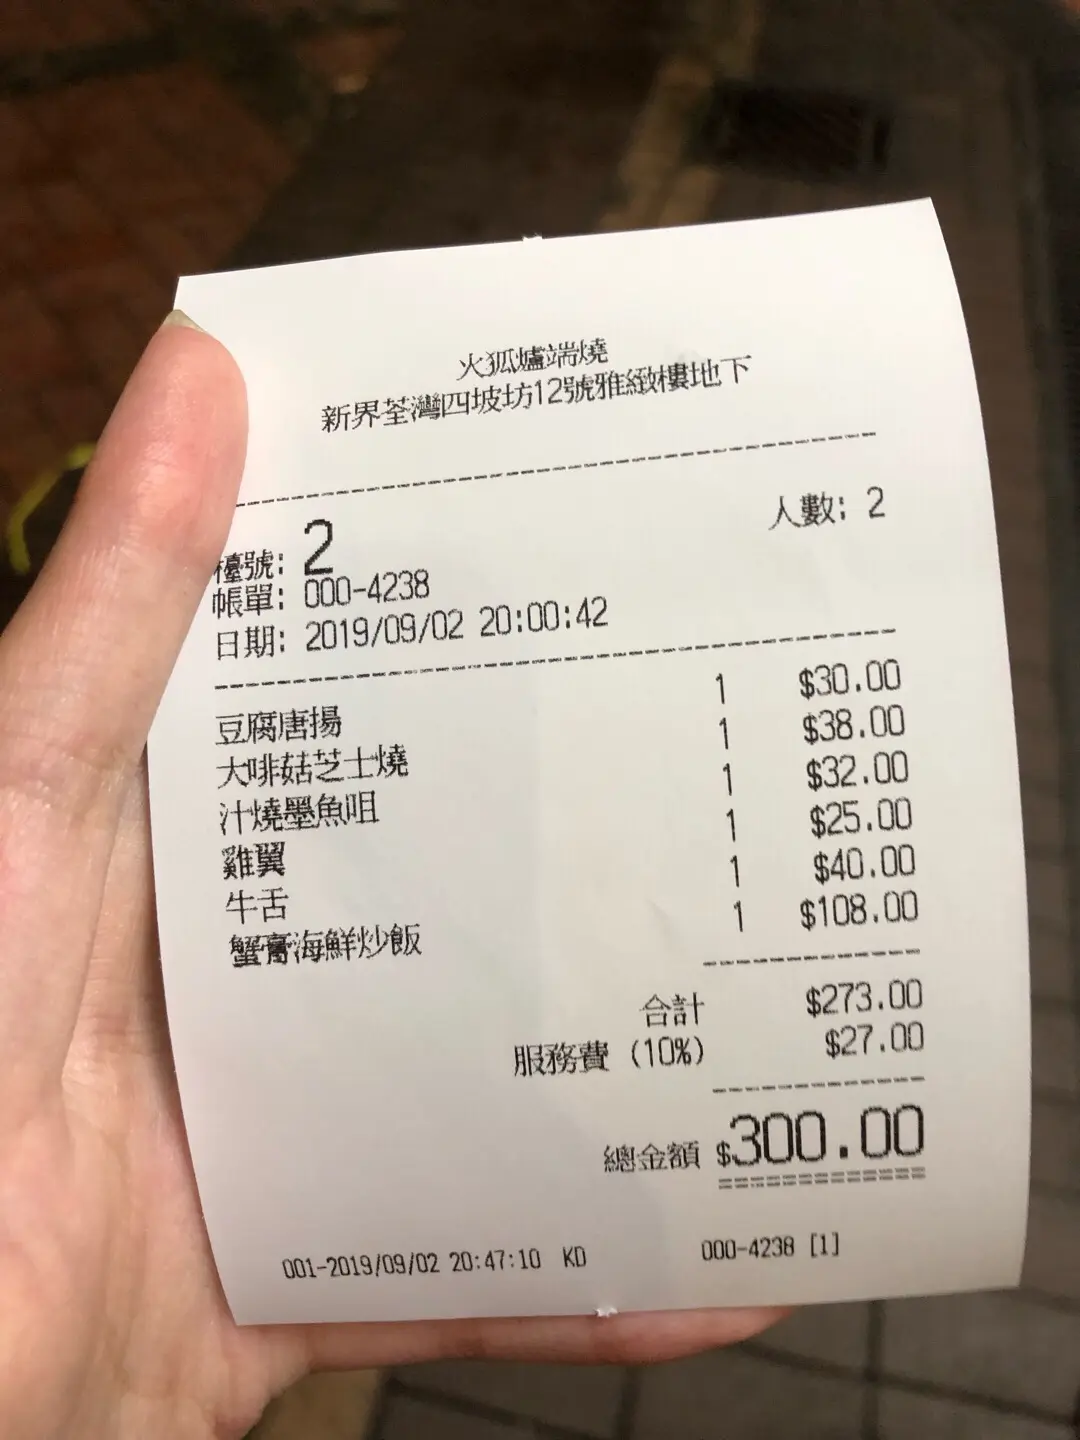 火狐爐端燒
新界荃灣四坡坊12號雅緻樓地下
人數: 2
檯號: 2
帳單: 000-4238
日期: 2019/09/02 20:00:42
豆腐唐揚 1 $30.00
大啡菇芝士燒 1 $38.00
汁燒墨魚咀 1 $32.00
雞翼 1 $25.00
牛舌 1 $40.00
蟹膏海鮮炒飯 1 $108.00
合計 $273.00
服務費 (10%) $27.00
總金額 $300.00
001-2019/09/02 20:47:10 KD 000-4238 [1]